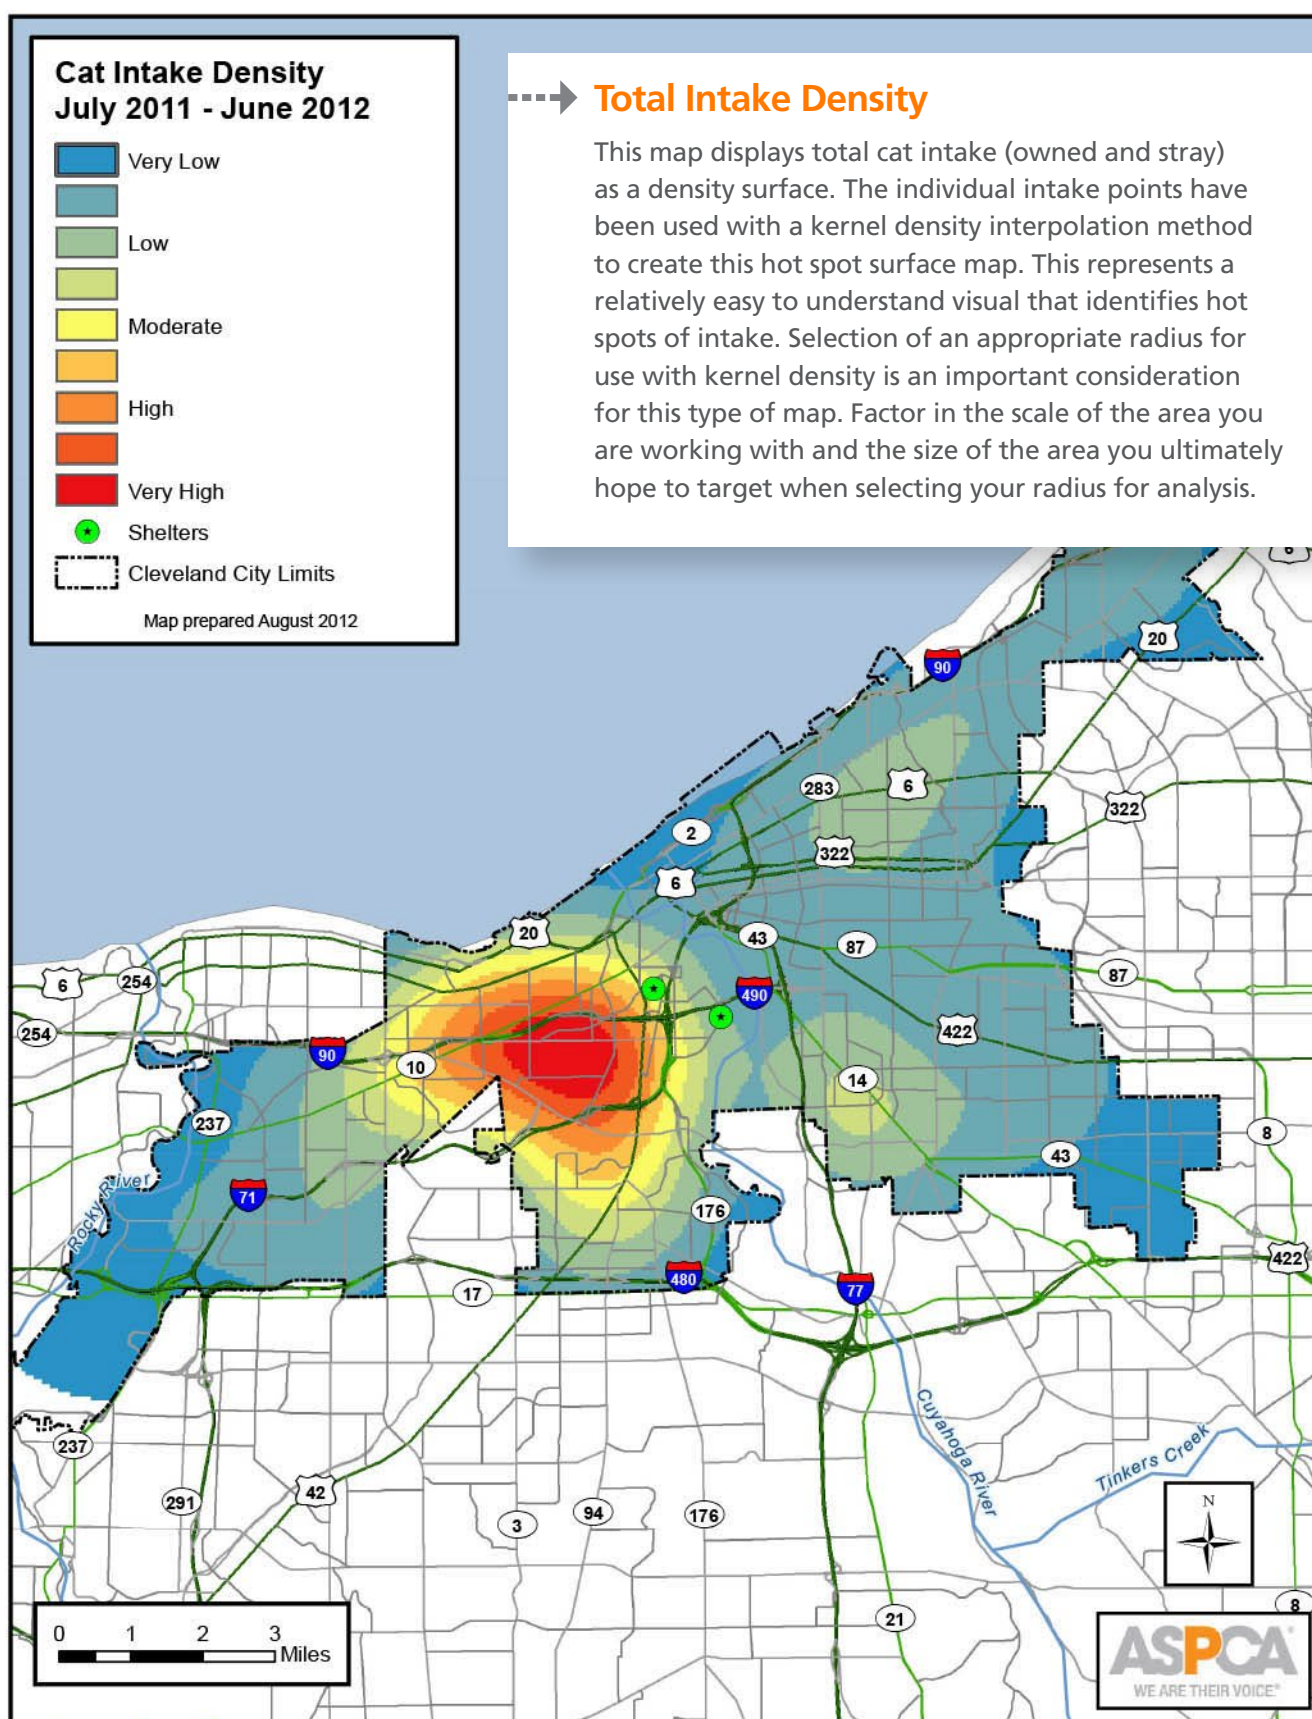 Cat Intake Density
July 2011 - June 2012
Very Low
Low
Moderate
High
Very High
Shelters
Cleveland City Limits
Map prepared August 2012
Total Intake Density
This map displays total cat intake (owned and stray)
as a density surface. The individual intake points have
been used with a kernel density interpolation method
to create this hot spot surface map. This represents a
relatively easy to understand visual that identifies hot
spots of intake. Selection of an appropriate radius for
use with kernel density is an important consideration
for this type of map. Factor in the scale of the area you
are working with and the size of the area you ultimately
hope to target when selecting your radius for analysis.
6
20
90
283
6
322
2
322
6
20
43
87
6
254
87
490
254
422
90
10
14
237
8
43
71
Rocky River
176
422
480
77
17
Cuyahoga River
237
Tinkers Creek
42
291
94
176
3
N
8
21
0 1 2 3
Miles
ASPCA®
WE ARE THEIR VOICE®